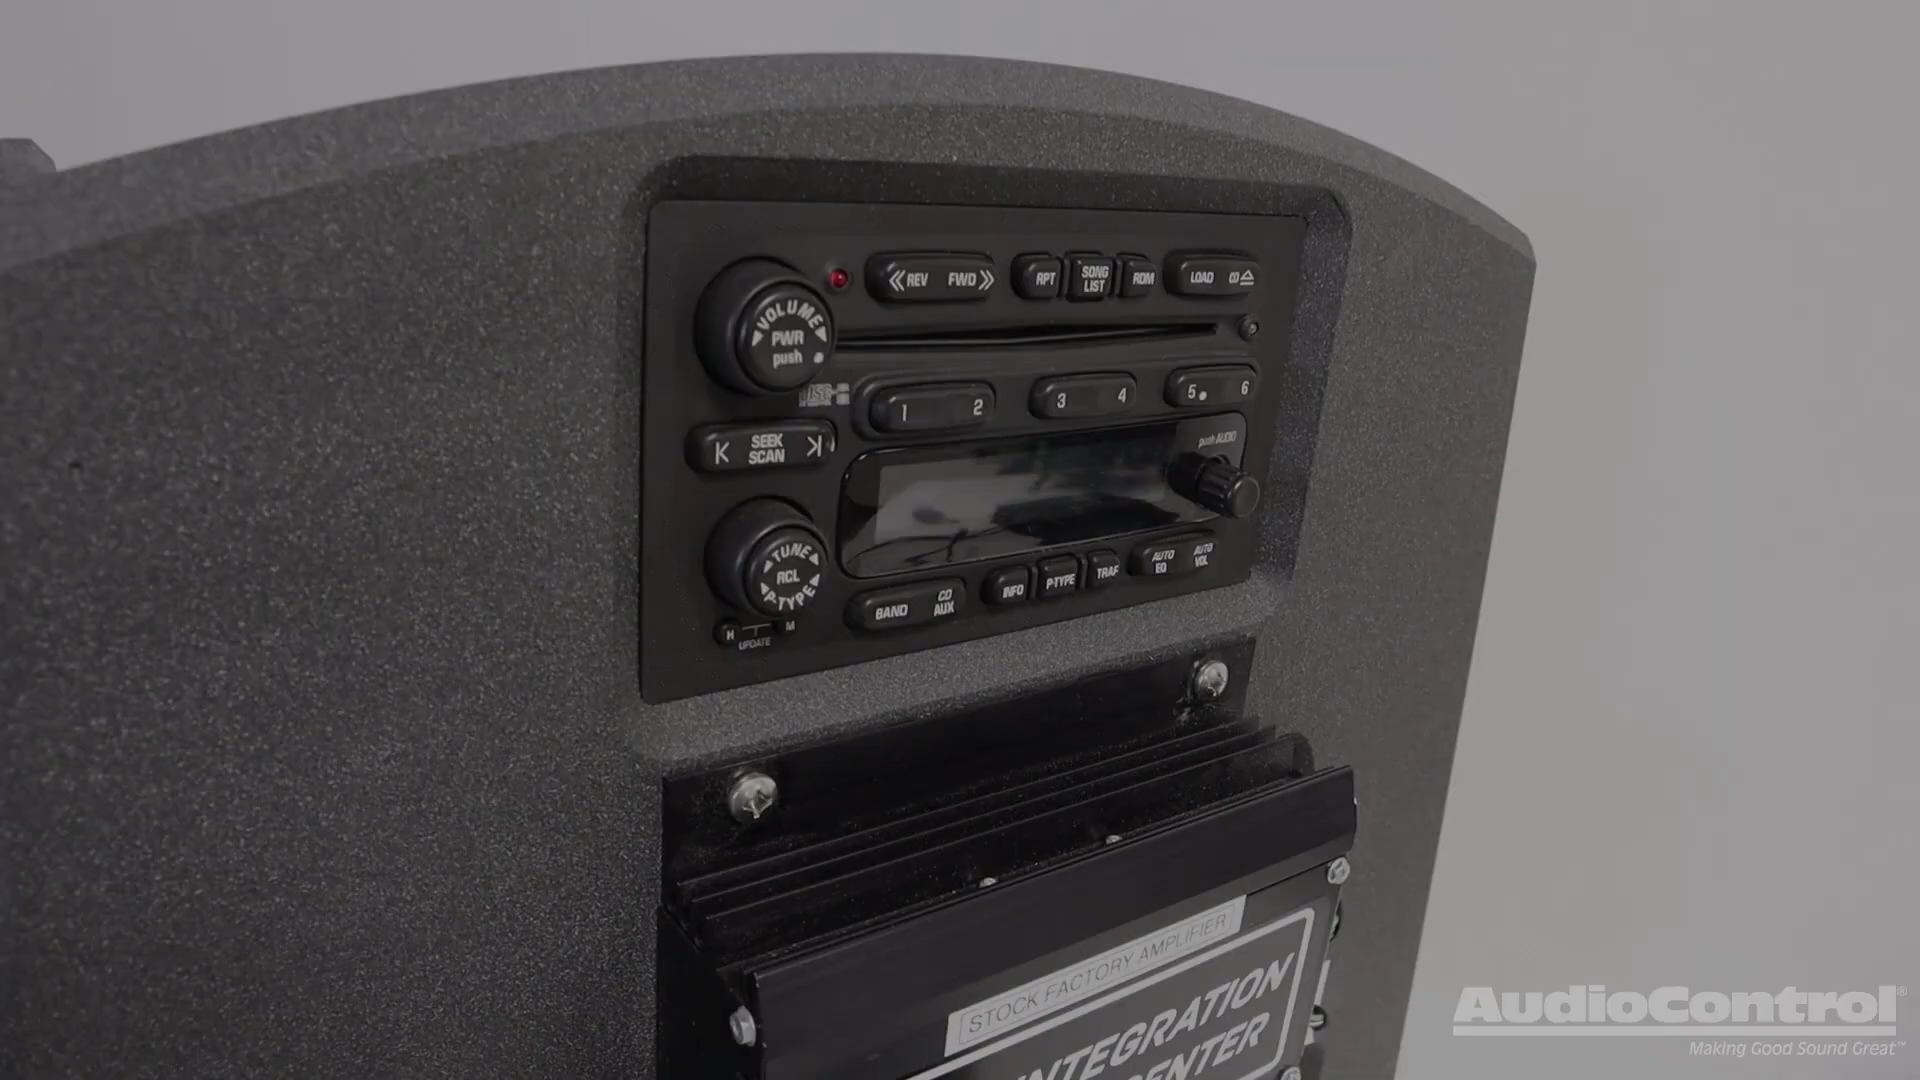 VOLUME
PWR
push
REV FWD
RPT
SONG
LIST
RDM
LOAD CD
1 2
3 4
5 6
SEEK
SCAN
push AUDIO
TUNE
RCL
P-TYPE
H M
UPDATE
BAND
CD
AUX
INFO
P-TYPE
TRAF
AUTO
EQ
AUTO
VOL
STOCK FACTORY AMPLIFIER
INTEGRATION
CENTER
AudioControl®
Making Good Sound Great™